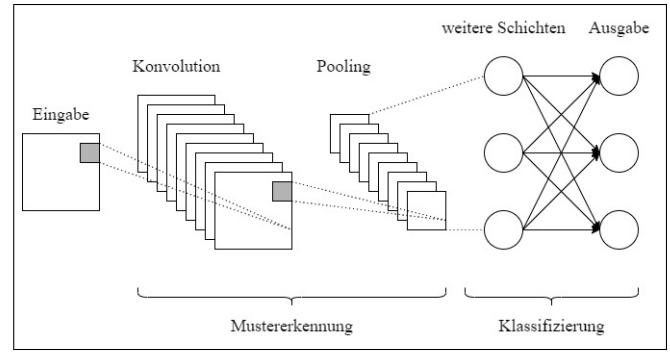 weitere Schichten
Ausgabe
Konvolution
Pooling
Eingabe
Mustererkennung
Klassifizierung